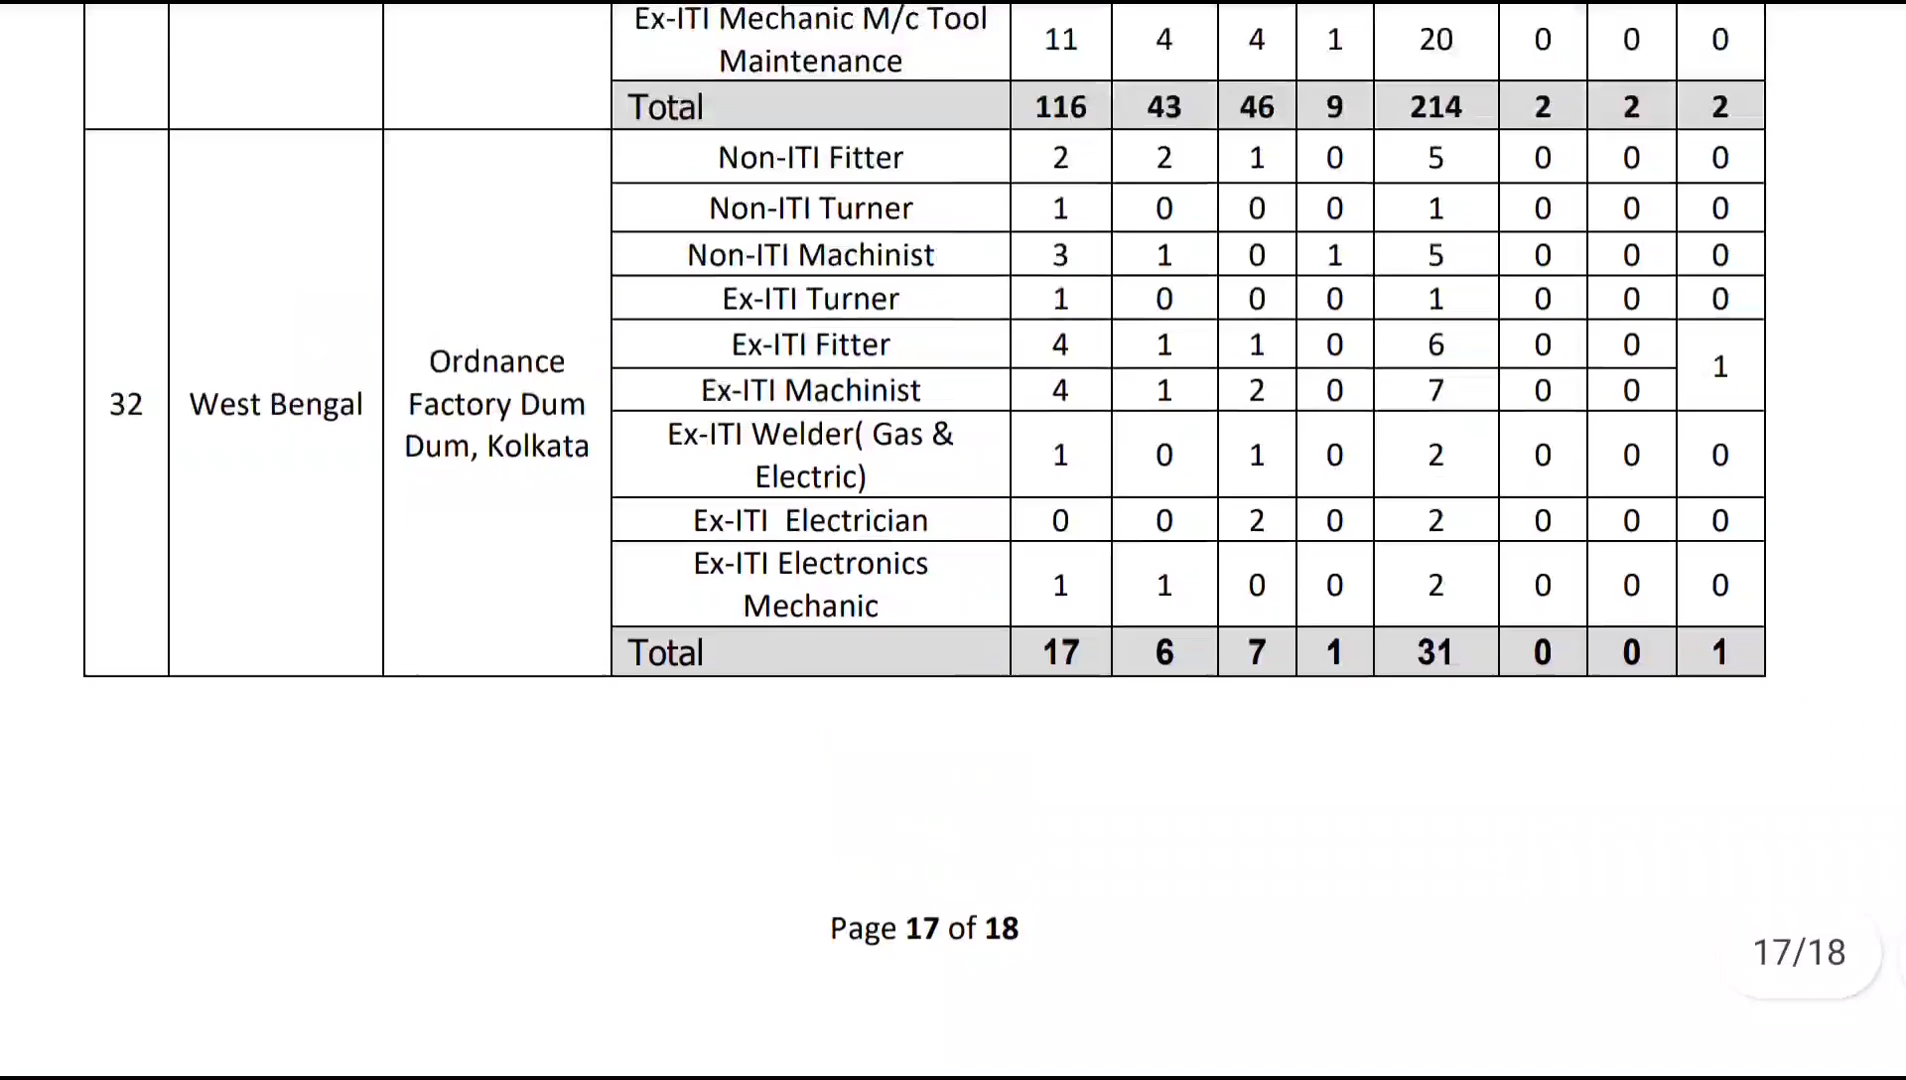 Ex-ITI Mechanic M/c Tool
Maintenance 11 4 4 1 20 0 0 0
Total 116 43 46 9 214 2 2 2
32 West Bengal Ordnance
Factory Dum
Dum, Kolkata
Non-ITI Fitter 2 2 1 0 5 0 0 0
Non-ITI Turner 1 0 0 0 1 0 0 0
Non-ITI Machinist 3 1 0 1 5 0 0 0
Ex-ITI Turner 1 0 0 0 1 0 0 0
Ex-ITI Fitter 4 1 1 0 6 0 0 1
Ex-ITI Machinist 4 1 2 0 7 0 0
Ex-ITI Welder( Gas &
Electric) 1 0 1 0 2 0 0 0
Ex-ITI Electrician 0 0 2 0 2 0 0 0
Ex-ITI Electronics
Mechanic 1 1 0 0 2 0 0 0
Total 17 6 7 1 31 0 0 1
Page 17 of 18
17/18